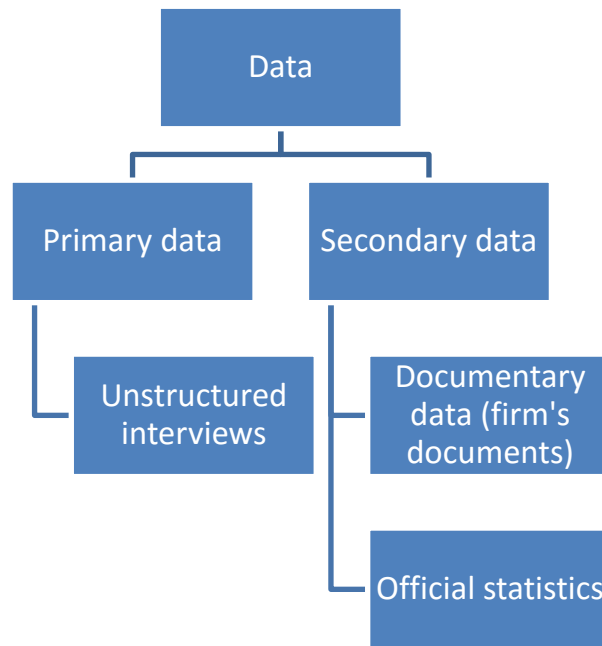 Data
Primary data
Secondary data
Unstructured
interviews
Documentary
data (firm's
documents)
Official statistics